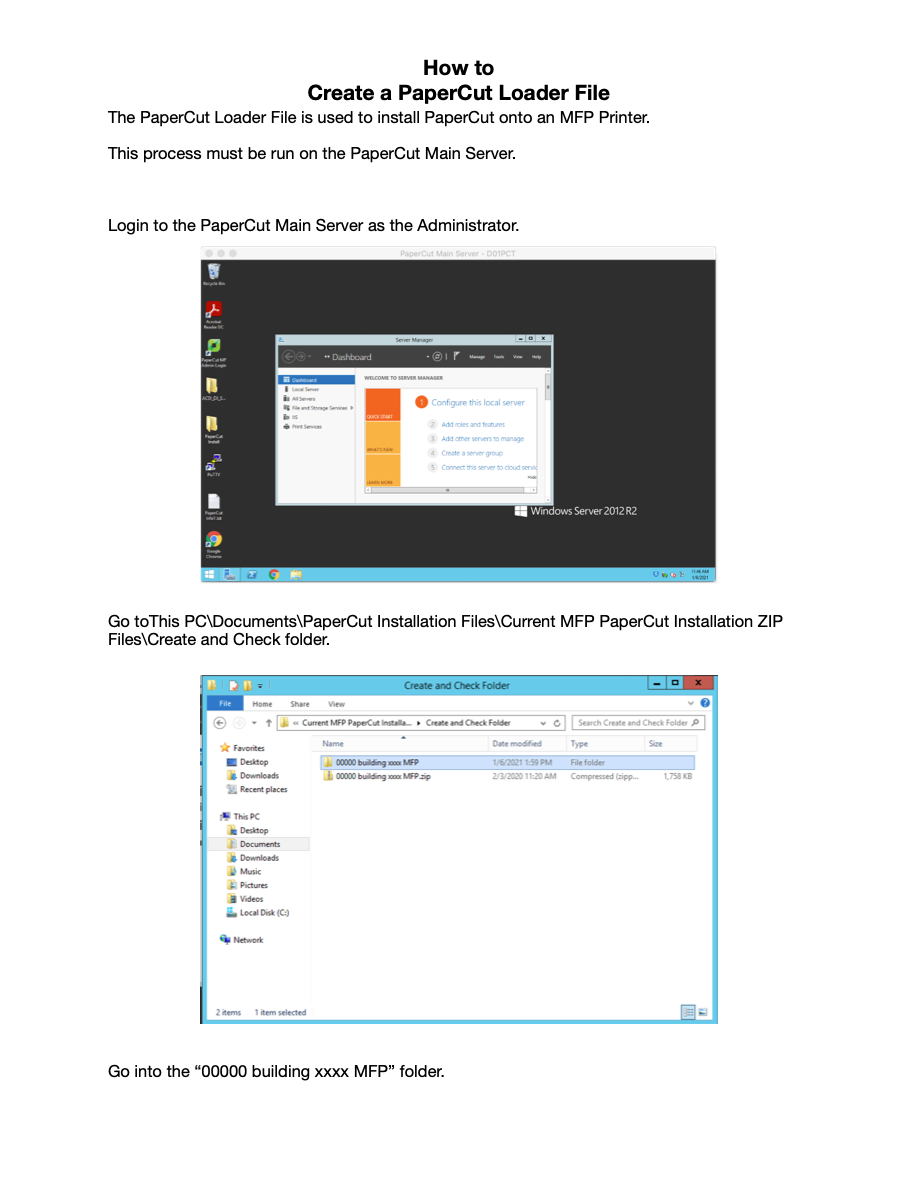 How to
Create a PaperCut Loader File
The PaperCut Loader File is used to install PaperCut onto an MFP Printer.
This process must be run on the PaperCut Main Server.
Login to the PaperCut Main Server as the Administrator.
PaperCut Main Server - D01PCT
Recycle Bin
Acrobat
Reader DC
PaperCut MF
Admin Login
PaperCut
Install
PuTTY
PaperCut
Google
Chrome
Server Manager
Dashboard
Manage Tools View Help
Dashboard
Local Server
All Servers
File and Storage Services
IIS
Print Services
WELCOME TO SERVER MANAGER
QUICK START
WHAT'S NEW
LEARN MORE
1 Configure this local server
2 Add roles and features
3 Add other servers to manage
4 Create a server group
5 Connect this server to cloud servic
Hide
Windows Server 2012 R2
11:46 AM
1/6/2021
Go toThis PC\Documents\PaperCut Installation Files\Current MFP PaperCut Installation ZIP
Files\Create and Check folder.
Create and Check Folder
File Home Share View
« Current MFP PaperCut Installa... Create and Check Folder Search Create and Check Folder
Name Date modified Type Size
00000 building xxxx MFP 1/6/2021 1:59 PM File folder
00000 building xxxx MFP.zip 2/3/2020 11:20 AM Compressed (zipp... 1,758 KB
Favorites
Desktop
Downloads
Recent places
This PC
Desktop
Documents
Downloads
Music
Pictures
Videos
Local Disk (C:)
Network
2 items 1 item selected
Go into the “00000 building xxxx MFP” folder.